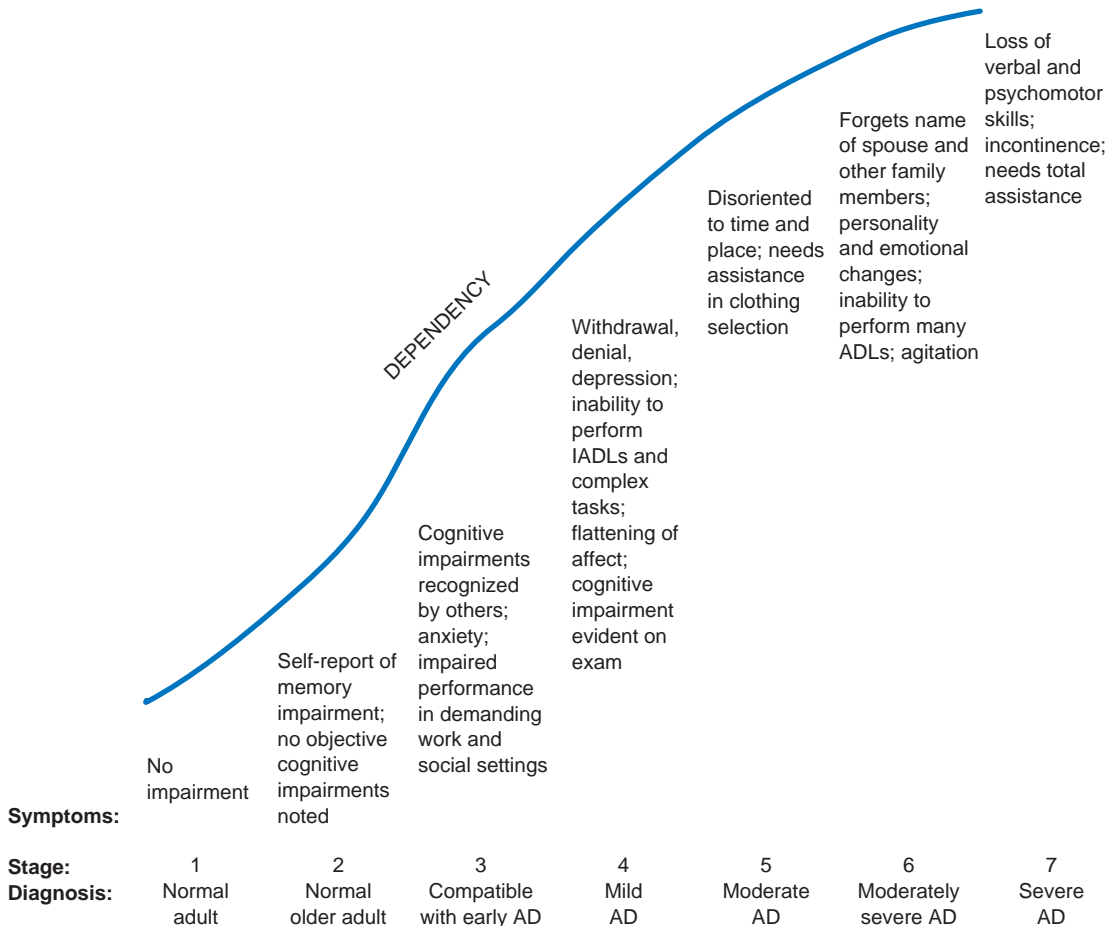 DEPENDENCY
Symptoms:
No
impairment
Self-report of
memory
impairment;
no objective
cognitive
impairments
noted
Cognitive
impairments
recognized
by others;
anxiety;
impaired
performance
in demanding
work and
social settings
Withdrawal,
denial,
depression;
inability to
perform
IADLs and
complex
tasks;
flattening of
affect;
cognitive
impairment
evident on
exam
Disoriented
to time and
place; needs
assistance
in clothing
selection
Forgets name
of spouse and
other family
members;
personality
and emotional
changes;
inability to
perform many
ADLs; agitation
Loss of
verbal and
psychomotor
skills;
incontinence;
needs total
assistance
Stage: 1 2 3 4 5 6 7
Diagnosis: Normal Normal Compatible Mild Moderate Moderately Severe
adult older adult with early AD AD AD severe AD AD